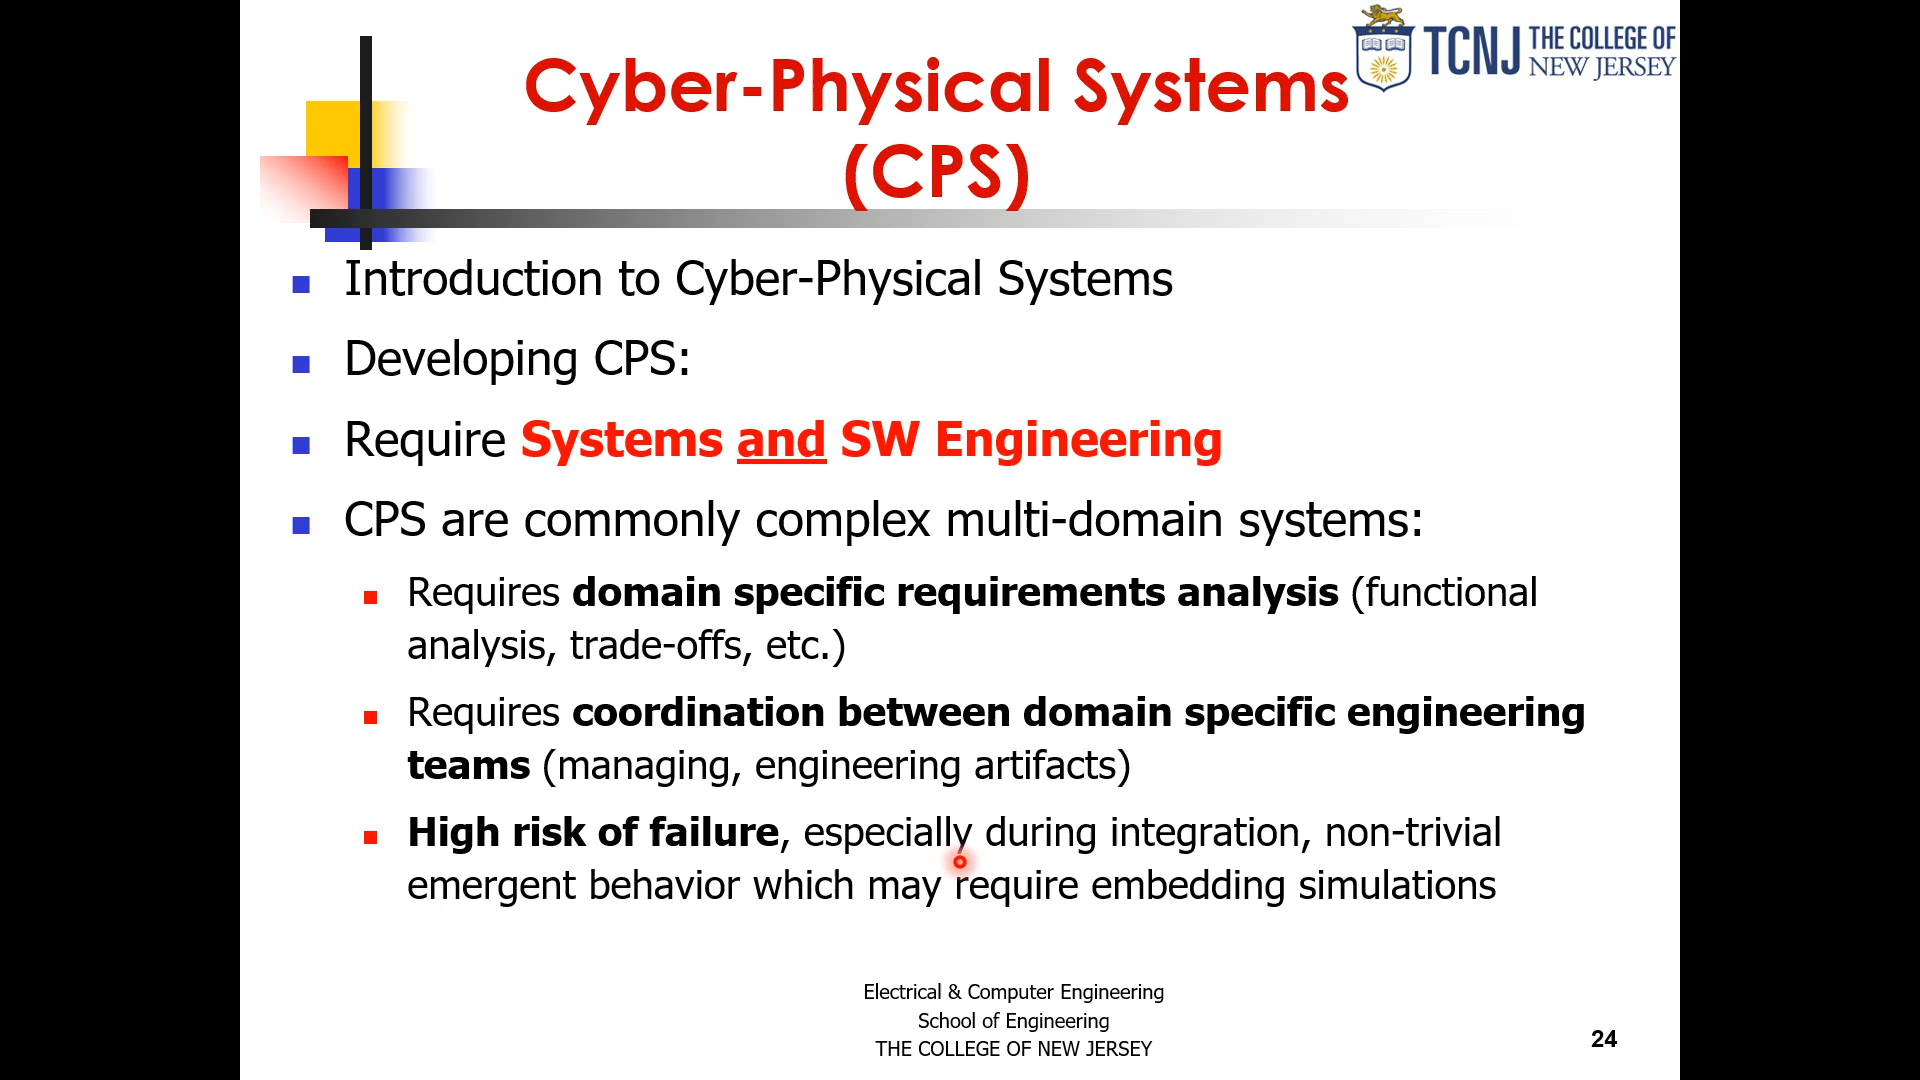 TCNJ THE COLLEGE OF
NEW JERSEY
Cyber-Physical Systems
(CPS)
Introduction to Cyber-Physical Systems
Developing CPS:
Require Systems and SW Engineering
CPS are commonly complex multi-domain systems:
Requires domain specific requirements analysis (functional
analysis, trade-offs, etc.)
Requires coordination between domain specific engineering
teams (managing, engineering artifacts)
High risk of failure, especially during integration, non-trivial
emergent behavior which may require embedding simulations
Electrical & Computer Engineering
School of Engineering
THE COLLEGE OF NEW JERSEY
24